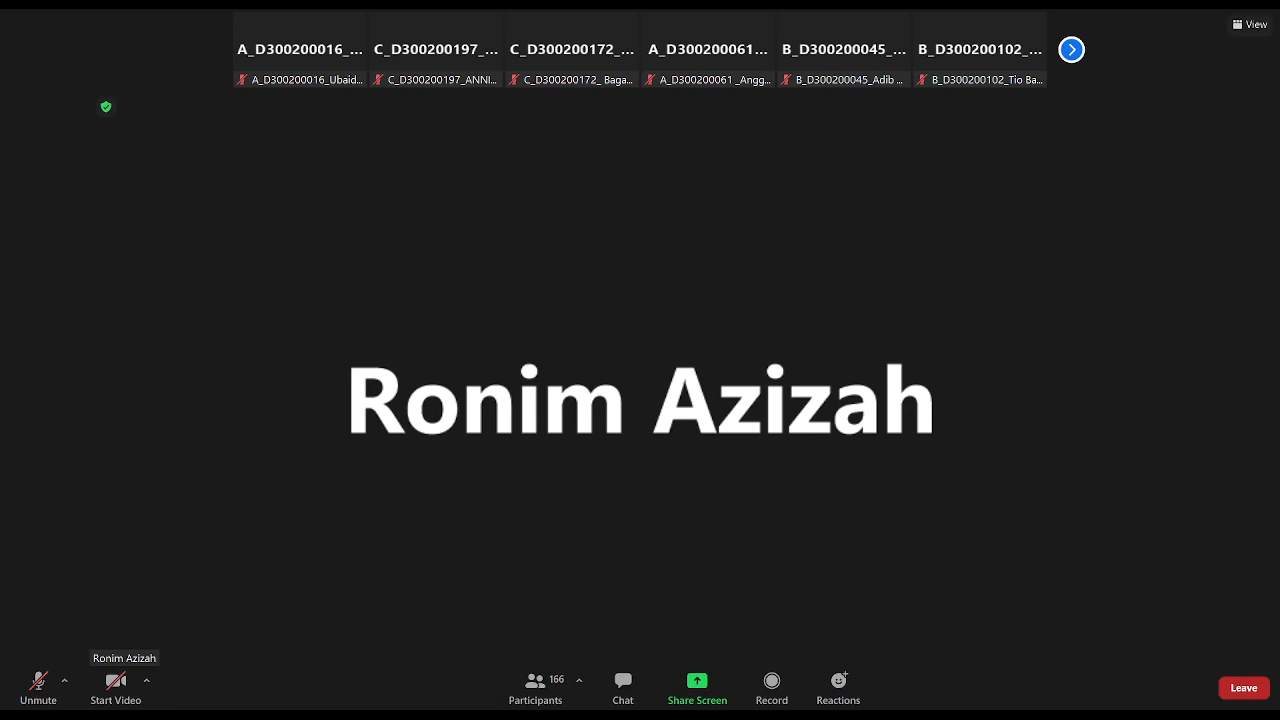 View
A_D300200016_... C_D300200197_... C_D300200172_... A_D300200061... B_D300200045_... B_D300200102_...
A_D300200016_Ubaid... C_D300200197_ANNI... C_D300200172_ Baga... A_D300200061 _Angg... B_D300200045_Adib ... B_D300200102_Tio Ba...
Ronim Azizah
Ronim Azizah
166
Unmute Start Video Participants Chat Share Screen Record Reactions Leave